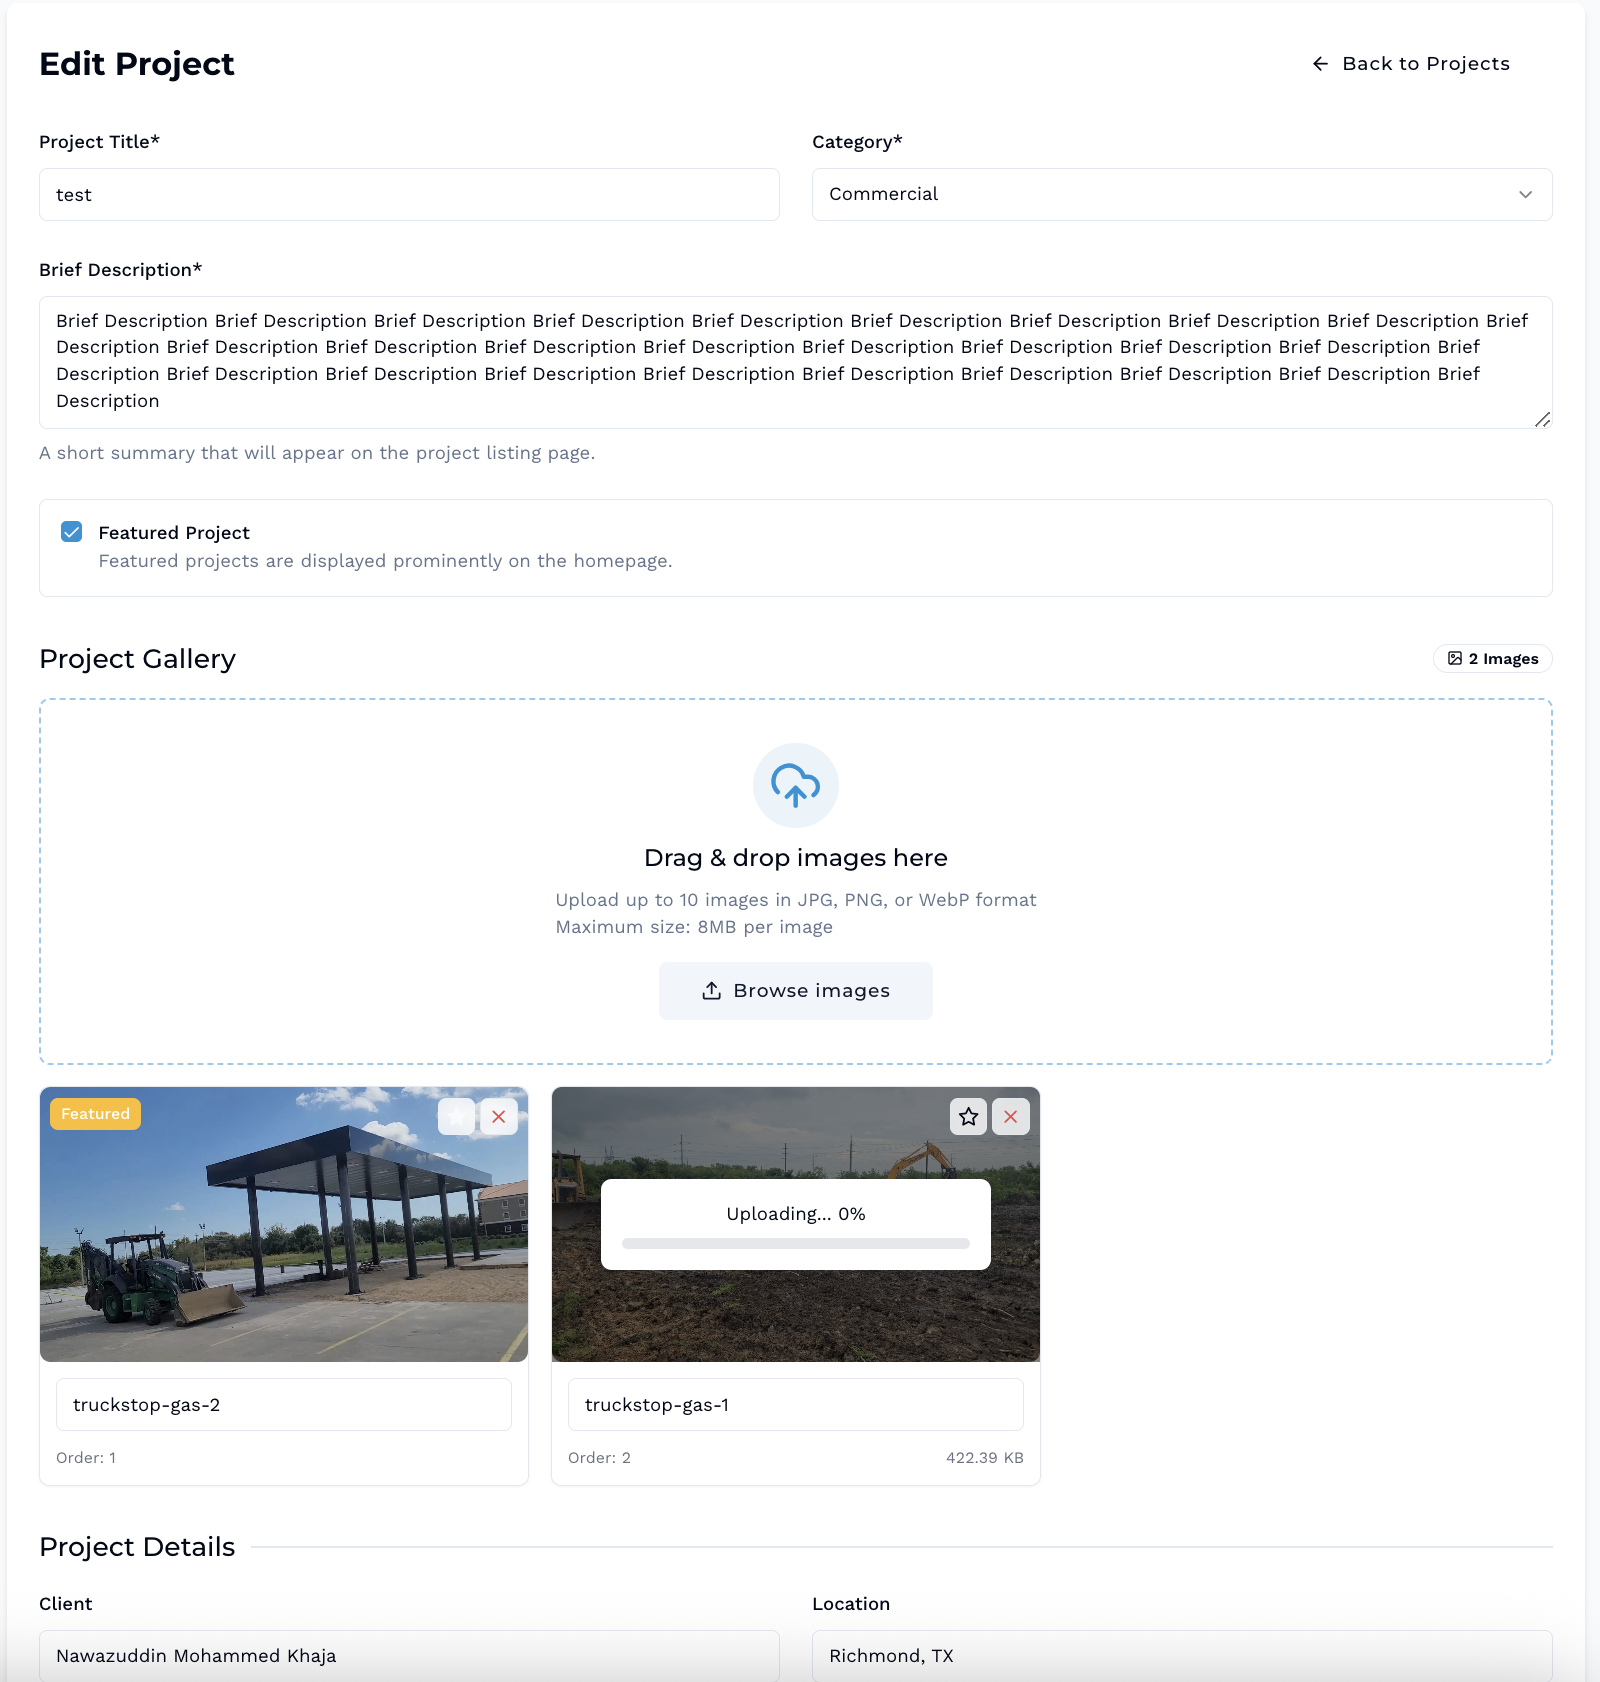 Edit Project
Back to Projects
Project Title*
Category*
test
Commercial
Brief Description*
Brief Description Brief Description Brief Description Brief Description Brief Description Brief Description Brief Description Brief Description Brief Description Brief
Description Brief Description Brief Description Brief Description Brief Description Brief Description Brief Description Brief Description Brief Description Brief
Description Brief Description Brief Description Brief Description Brief Description Brief Description Brief Description Brief Description Brief Description Brief
Description
A short summary that will appear on the project listing page.
Featured Project
Featured projects are displayed prominently on the homepage.
Project Gallery
2 Images
Drag & drop images here
Upload up to 10 images in JPG, PNG, or WebP format
Maximum size: 8MB per image
Browse images
Featured
Uploading... 0%
truckstop-gas-2
truckstop-gas-1
Order: 1
Order: 2
422.39 KB
Project Details
Client
Location
Nawazuddin Mohammed Khaja
Richmond, TX